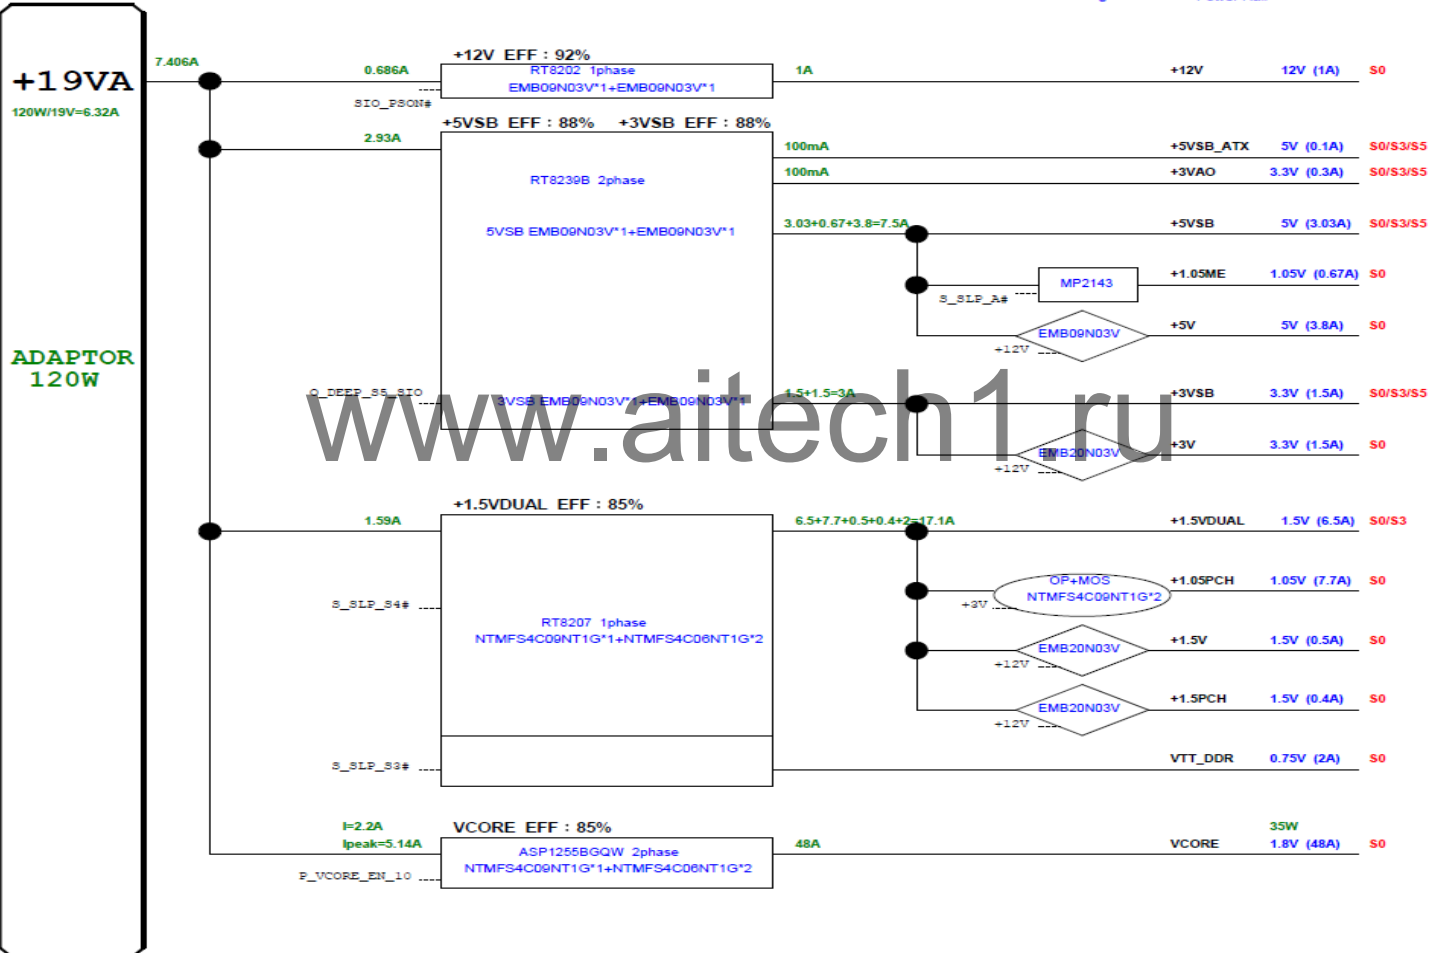 +12V EFF : 92%
7.406A
0.686A
RT8202 1phase
1A
+12V
12V (1A)
S0
+19VA
EMB09N03V*1+EMB09N03V*1
SIO_PSON#
120W/19V=6.32A
+5VSB EFF : 88% +3VSB EFF : 88%
2.93A
100mA
+5VSB_ATX
5V (0.1A)
S0/S3/S5
RT8239B 2phase
100mA
+3VAO
3.3V (0.3A)
S0/S3/S5
5VSB EMB09N03V*1+EMB09N03V*1
3.03+0.67+3.8=7.5A
+5VSB
5V (3.03A)
S0/S3/S5
S_SLP_A#
MP2143
+1.05ME
1.05V (0.67A)
S0
EMB09N03V
+12V
+5V
5V (3.8A)
S0
ADAPTOR
120W
O_DEEP_S5_SIO
3VSB EMB09N03V*1+EMB09N03V*1
1.5+1.5=3A
+3VSB
3.3V (1.5A)
S0/S3/S5
www.aitech1.ru
EMB20N03V
+12V
+3V
3.3V (1.5A)
S0
+1.5VDUAL EFF : 85%
1.59A
6.5+7.7+0.5+0.4+2=17.1A
+1.5VDUAL
1.5V (6.5A)
S0/S3
OP+MOS
NTMFS4C09NT1G*2
+3V
+1.05PCH
1.05V (7.7A)
S0
S_SLP_S4#
RT8207 1phase
NTMFS4C09NT1G*1+NTMFS4C06NT1G*2
EMB20N03V
+12V
+1.5V
1.5V (0.5A)
S0
EMB20N03V
+12V
+1.5PCH
1.5V (0.4A)
S0
S_SLP_S3#
VTT_DDR
0.75V (2A)
S0
I=2.2A
Ipeak=5.14A
VCORE EFF : 85%
ASP1255BGQW 2phase
NTMFS4C09NT1G*1+NTMFS4C06NT1G*2
P_VCORE_EN_10
48A
35W
VCORE
1.8V (48A)
S0